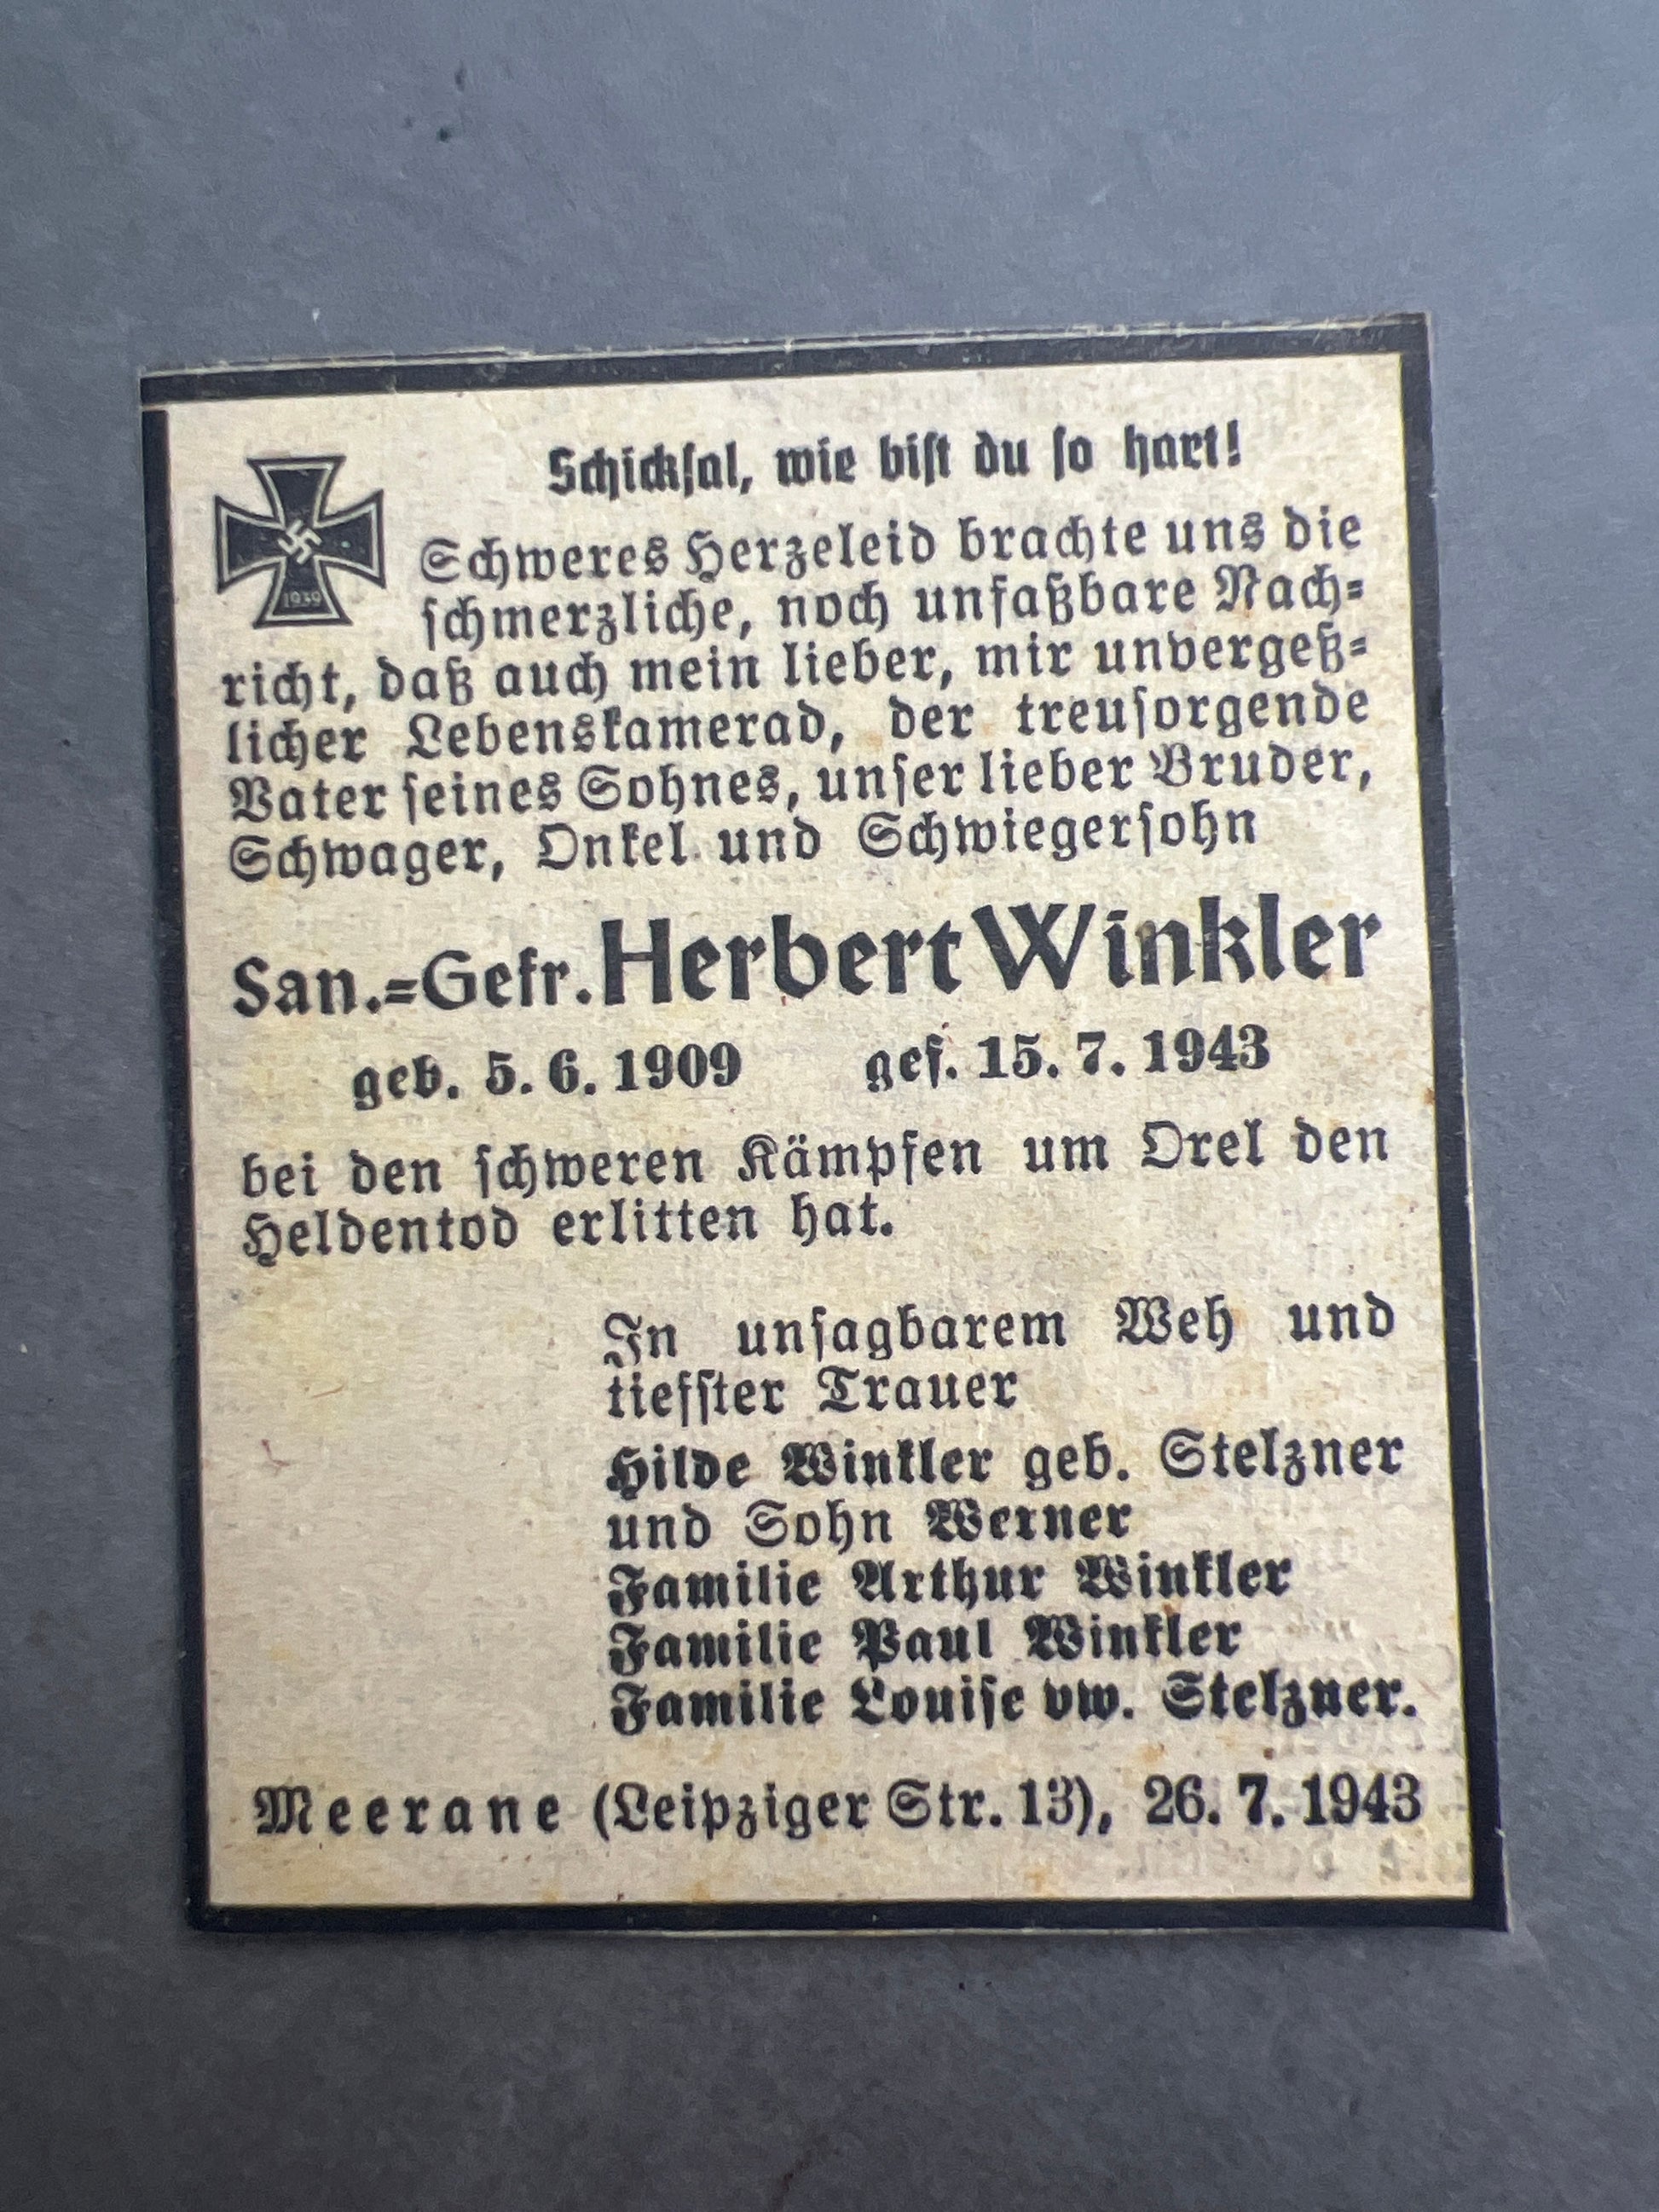 Schicksal, wie bist du so hart!
1939
Schweres Herzeleid brachte uns die
schmerzliche, noch unfaßbare Nach=
richt, daß auch mein lieber, mir unvergeß=
licher Lebenskamerad, der treusorgende
Vater seines Sohnes, unser lieber Bruder,
Schwager, Onkel und Schwiegersohn
San.=Gefr. Herbert Winkler
geb. 5. 6. 1909 gef. 15. 7. 1943
bei den schweren Kämpfen um Orel den
Heldentod erlitten hat.
In unsagbarem Weh und
tiefster Trauer
Hilde Winkler geb. Stelzner
und Sohn Werner
Familie Arthur Winkler
Familie Paul Winkler
Familie Louise vw. Stelzner.
Meerane (Leipziger Str. 13), 26. 7. 1943